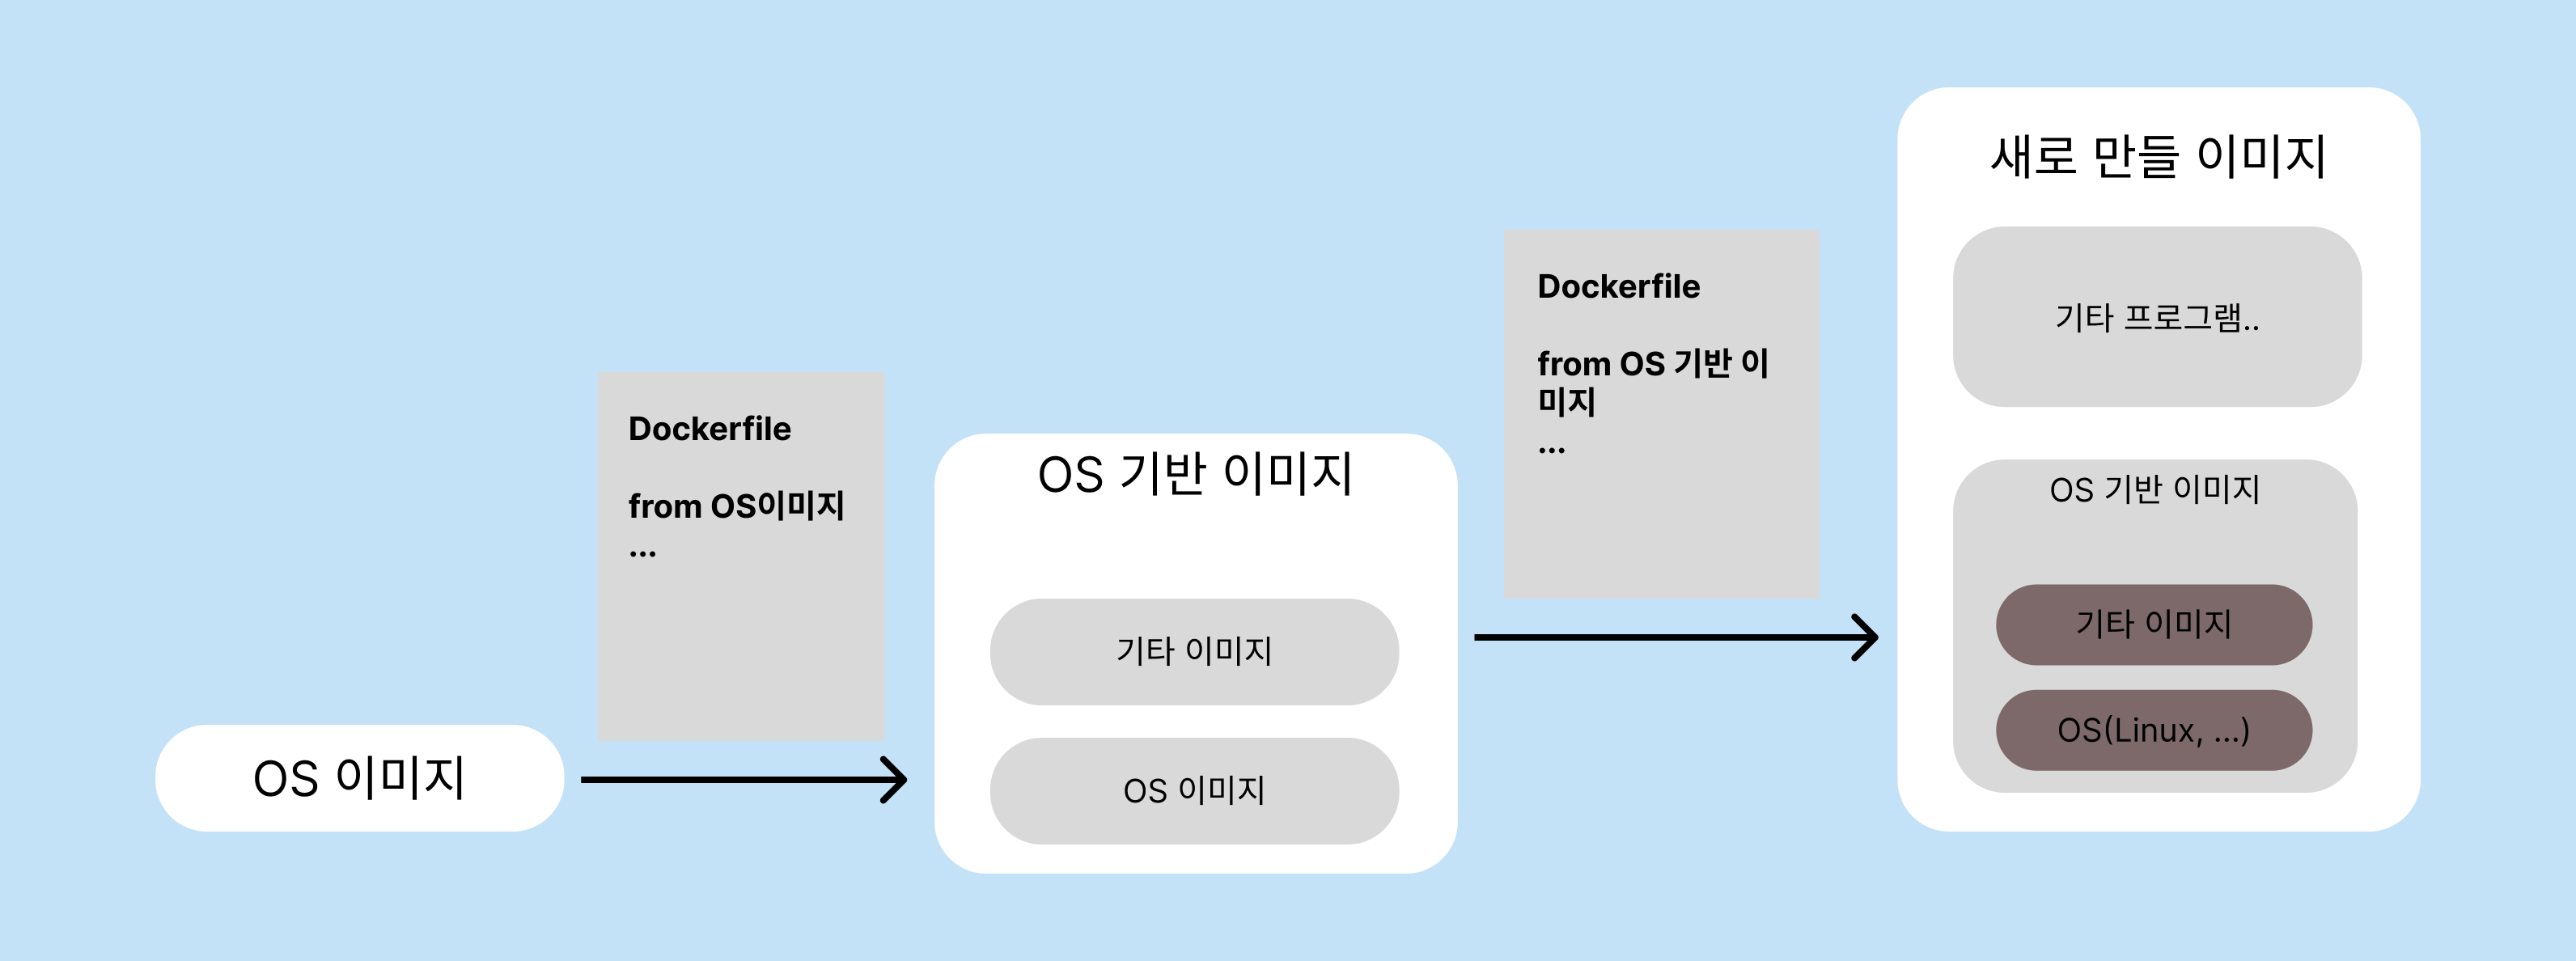 OS 이미지
Dockerfile
from OS이미지
...
OS 기반 이미지
기타 이미지
OS 이미지
Dockerfile
from OS 기반 이
미지
...
새로 만들 이미지
기타 프로그램..
OS 기반 이미지
기타 이미지
OS(Linux, ...)